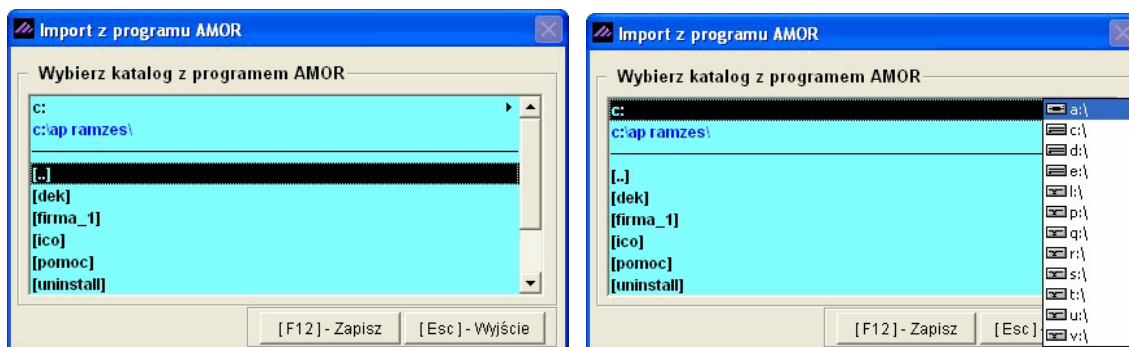 Import z programu AMOR
Wybierz katalog z programem AMOR
c:
c:\ap ramzes\
[..]
[dek]
[firma_1]
[ico]
[pomoc]
[uninstall]
[F12] - Zapisz
[Esc] - Wyjście
Import z programu AMOR
Wybierz katalog z programem AMOR
c:
c:\ap ramzes\
[..]
[dek]
[firma_1]
[ico]
[pomoc]
[uninstall]
[F12] - Zapisz
[Esc]
a:\
c:\
d:\
e:\
l:\
p:\
q:\
r:\
s:\
t:\
u:\
v:\